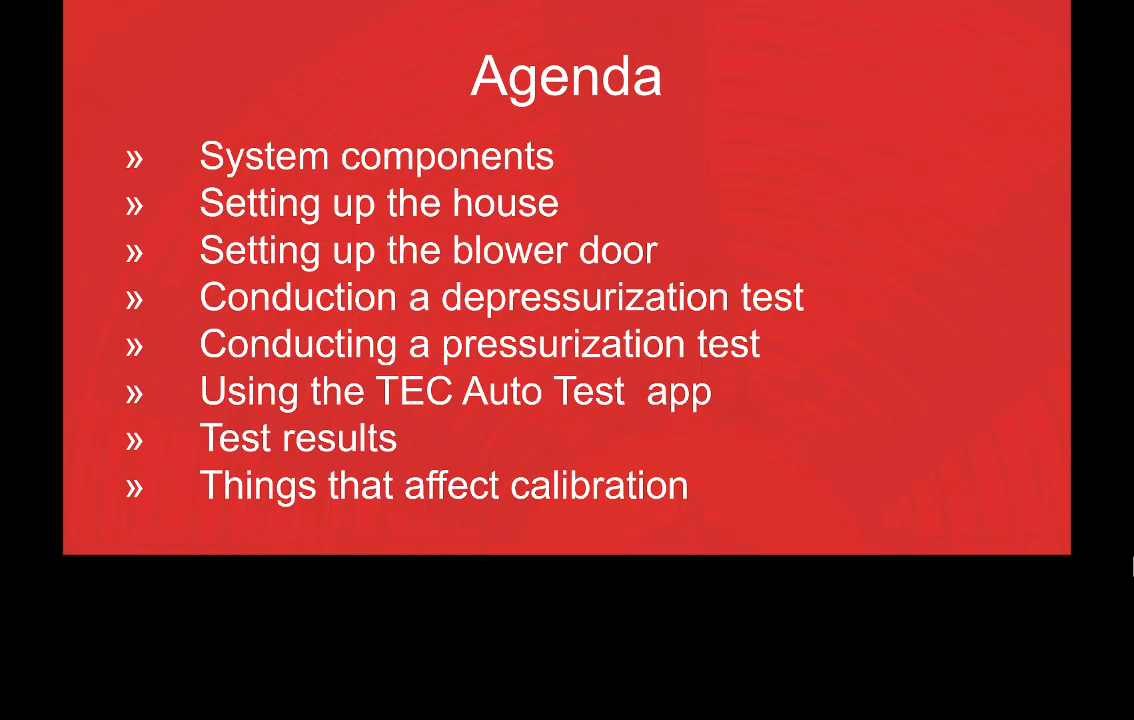 Agenda
» System components
» Setting up the house
» Setting up the blower door
» Conduction a depressurization test
» Conducting a pressurization test
» Using the TEC Auto Test  app
» Test results
» Things that affect calibration